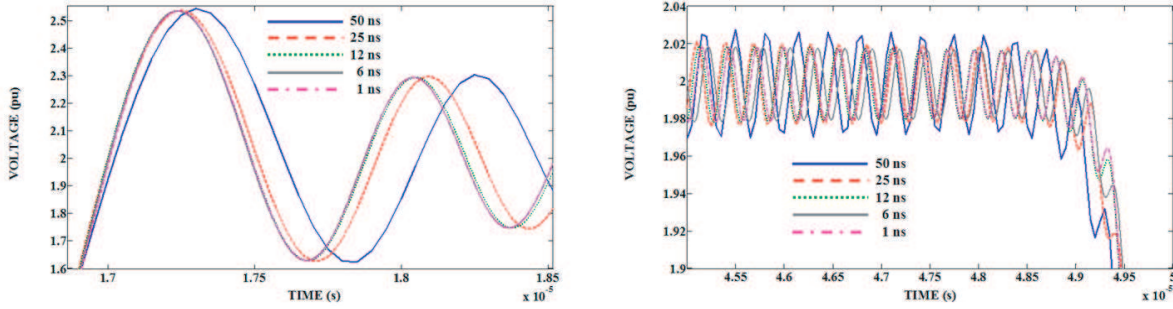 2.5
2.4
2.3
2.2
2.1
2
1.9
1.8
1.7
1.6
VOLTAGE (pu)
50 ns
25 ns
12 ns
6 ns
1 ns
1.7
1.75
1.8
1.85
TIME (s)
x 10⁻⁵
2.04
2.02
2
1.98
1.96
1.94
1.92
1.9
VOLTAGE (pu)
50 ns
25 ns
12 ns
6 ns
1 ns
4.55
4.6
4.65
4.7
4.75
4.8
4.85
4.9
4.95
5
TIME (s)
x 10⁻⁵